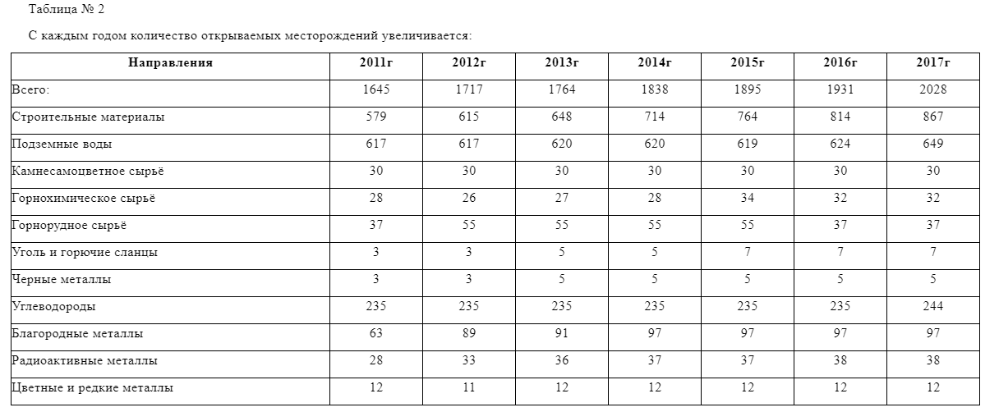 Таблица № 2
С каждым годом количество открываемых месторождений увеличивается:
Направления 2011г 2012г 2013г 2014г 2015г 2016г 2017г
Всего: 1645 1717 1764 1838 1895 1931 2028
Строительные материалы 579 615 648 714 764 814 867
Подземные воды 617 617 620 620 619 624 649
Камнесамоцветное сырьё 30 30 30 30 30 30 30
Горнохимическое сырьё 28 26 27 28 34 32 32
Горнорудное сырьё 37 55 55 55 55 37 37
Уголь и горючие сланцы 3 3 5 5 7 7 7
Черные металлы 3 3 5 5 5 5 5
Углеводороды 235 235 235 235 235 235 244
Благородные металлы 63 89 91 97 97 97 97
Радиоактивные металлы 28 33 36 37 37 38 38
Цветные и редкие металлы 12 11 12 12 12 12 12